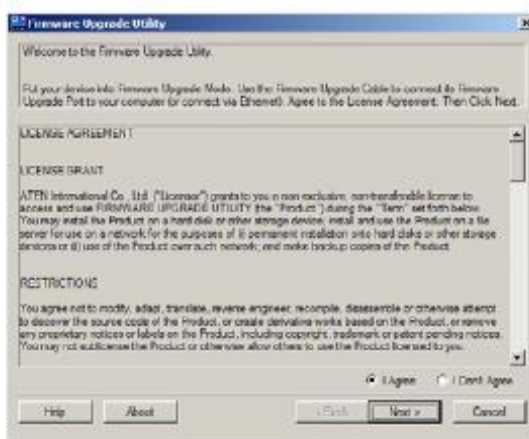 Firmware Upgrade Utility
Welcome to the Firmware Upgrade Utility.
Put your device into Firmware Upgrade Mode. Use the Firmware Upgrade Cable to connect its Firmware
Upgrade Port to your computer (or connect via Ethernet). Agree to the License Agreement. Then Click Next.
LICENSE AGREEMENT
LICENSE GRANT
ATEN International Co., Ltd. ("Licensor") grants to you a non-exclusive, non-transferable license to
access and use FIRMWARE UPGRADE UTILITY (the "Product") during the "Term" set forth below.
You may install the Product on a hard disk or other storage device; install and use the Product on a file
server for use on a network for the purposes of (i) permanent installation onto hard disks or other storage
devices or (ii) use of the Product over such network; and make backup copies of the Product.
RESTRICTIONS
You agree not to modify, adapt, translate, reverse engineer, decompile, disassemble or otherwise attempt
to discover the source code of the Product, or create derivative works based on the Product, or remove
any proprietary notices or labels on the Product, including copyright, trademark or patent pending notices.
You may not sublicense the Product or otherwise allow others to use the Product licensed to you.
I Agree
I Don't Agree
Help
About
< Back
Next >
Cancel